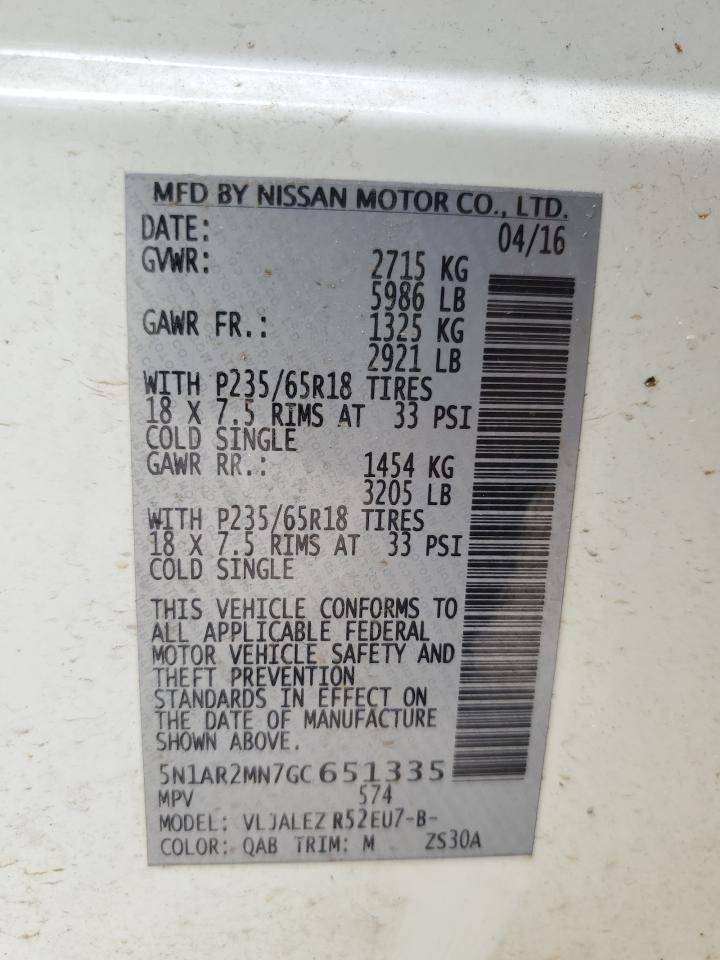 MFD BY NISSAN MOTOR CO., LTD.
DATE: 04/16
GVWR: 2715 KG
5986 LB
GAWR FR.: 1325 KG
2921 LB
WITH P235/65R18 TIRES
18 X 7.5 RIMS AT 33 PSI
COLD SINGLE
GAWR RR.: 1454 KG
3205 LB
WITH P235/65R18 TIRES
18 X 7.5 RIMS AT 33 PSI
COLD SINGLE
THIS VEHICLE CONFORMS TO
ALL APPLICABLE FEDERAL
MOTOR VEHICLE SAFETY AND
THEFT PREVENTION
STANDARDS IN EFFECT ON
THE DATE OF MANUFACTURE
SHOWN ABOVE.
5N1AR2MN7GC651335
MPV 574
MODEL: VLJALEZ R52EU7-B-
COLOR: QAB TRIM: M ZS30A